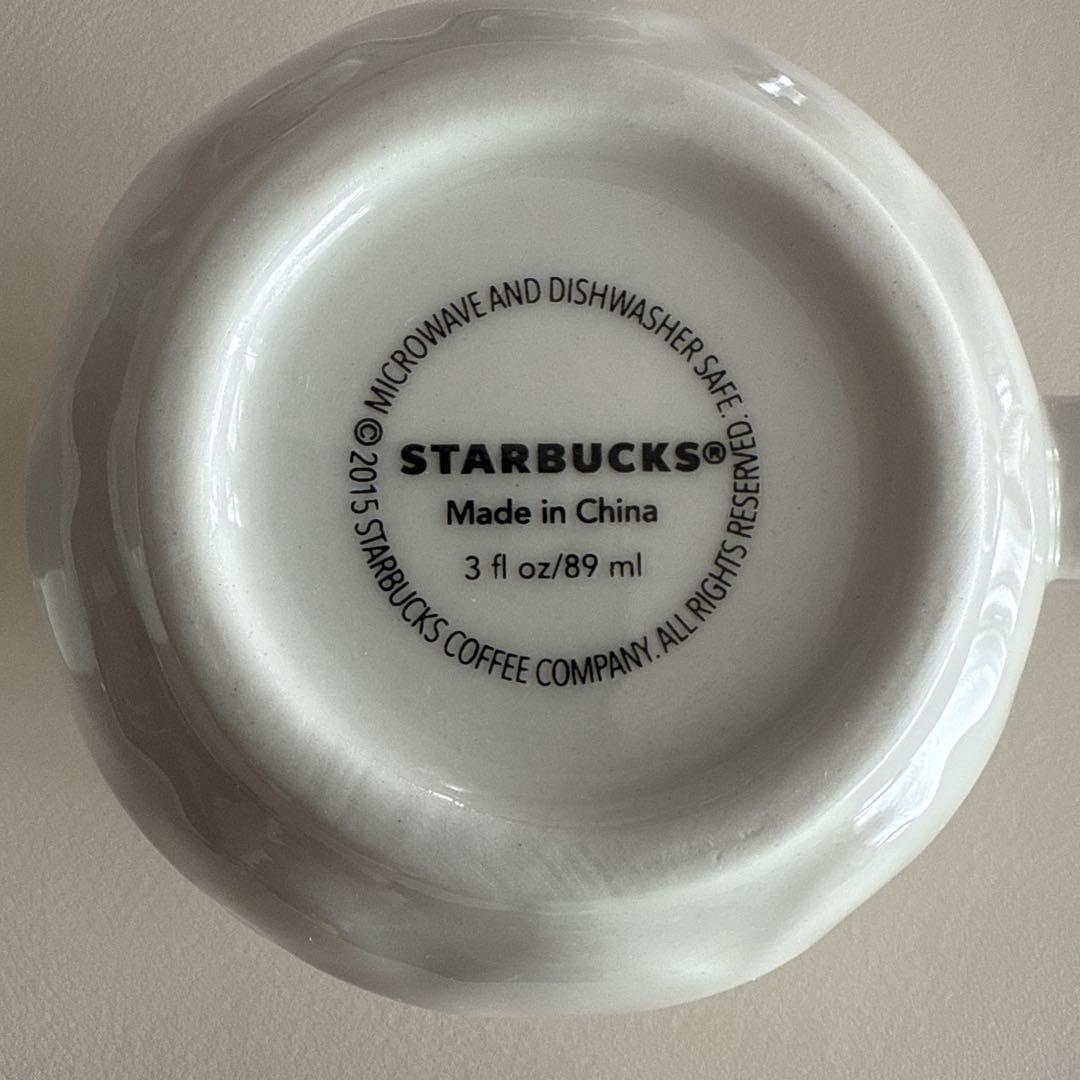 MICROWAVE AND DISHWASHER SAFE.
STARBUCKS®
Made in China
3 fl oz/89 ml
© 2015 STARBUCKS COFFEE COMPANY. ALL RIGHTS RESERVED.